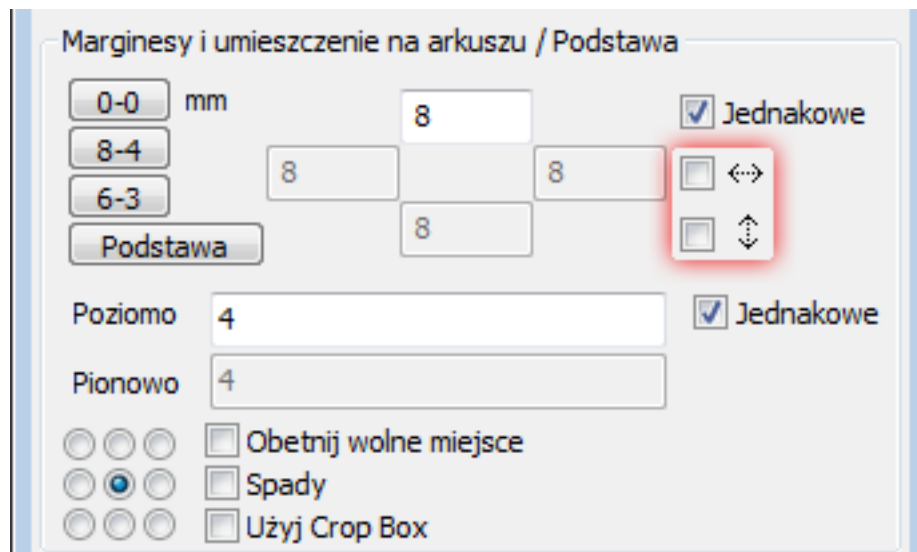 Marginesy i umieszczenie na arkuszu / Podstawa
0-0 mm 8 Jednakowe
8-4 8 8
6-3 8
Podstawa
Poziomo 4 Jednakowe
Pionowo 4
Obetnij wolne miejsce
Spady
Użyj Crop Box